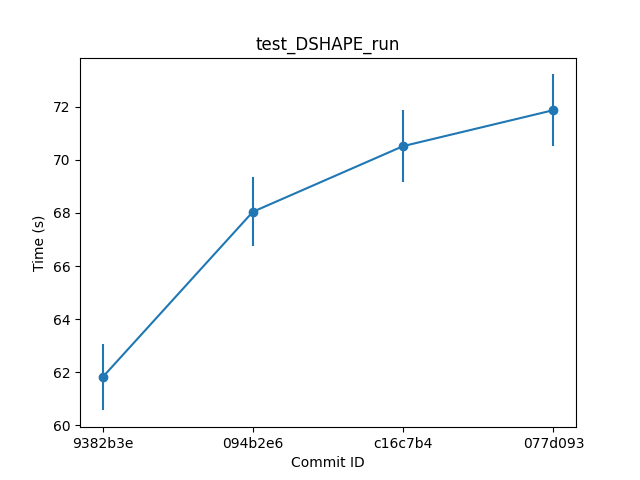 test_DSHAPE_run
Time (s)
72
70
68
66
64
62
60
9382b3e
094b2e6
c16c7b4
077d093
Commit ID